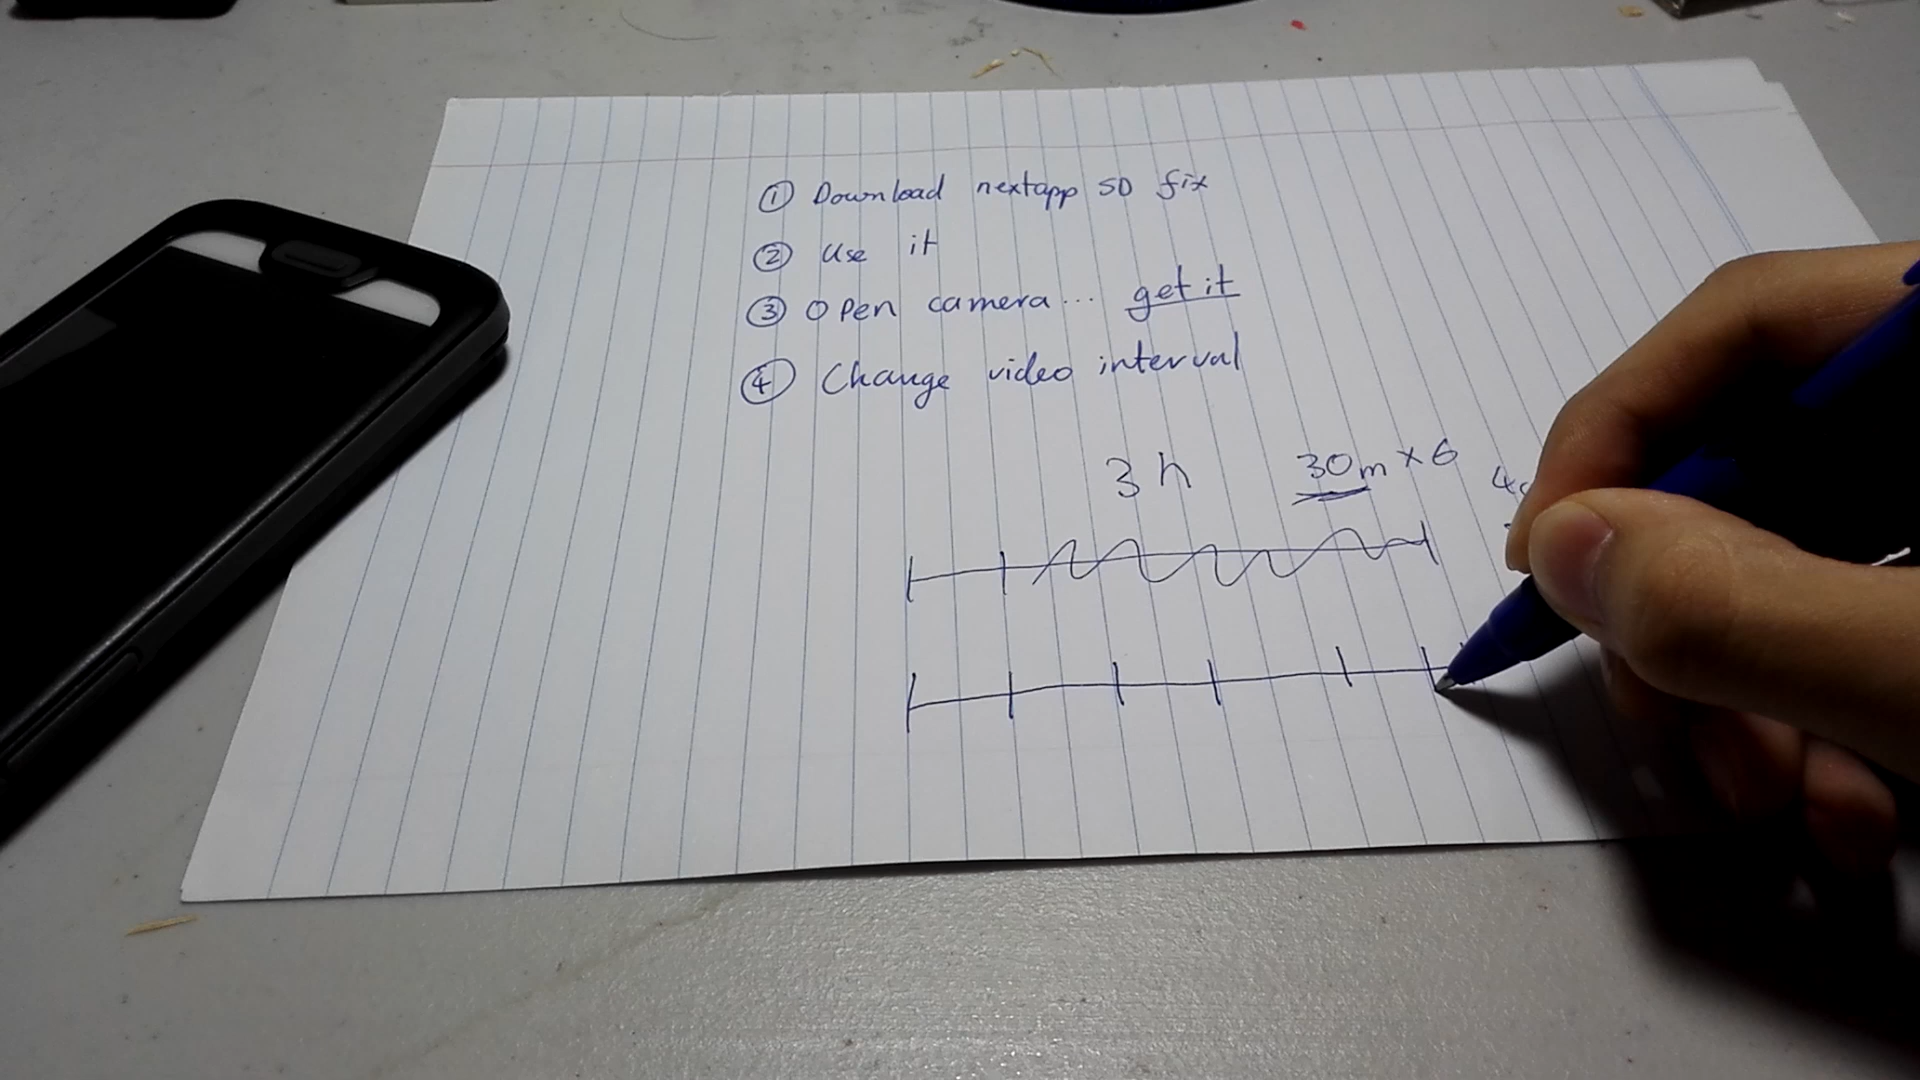 ① Download nextapp SD fix
② Use it
③ Open camera... get it
④ Change video interval
3h 30m × 6